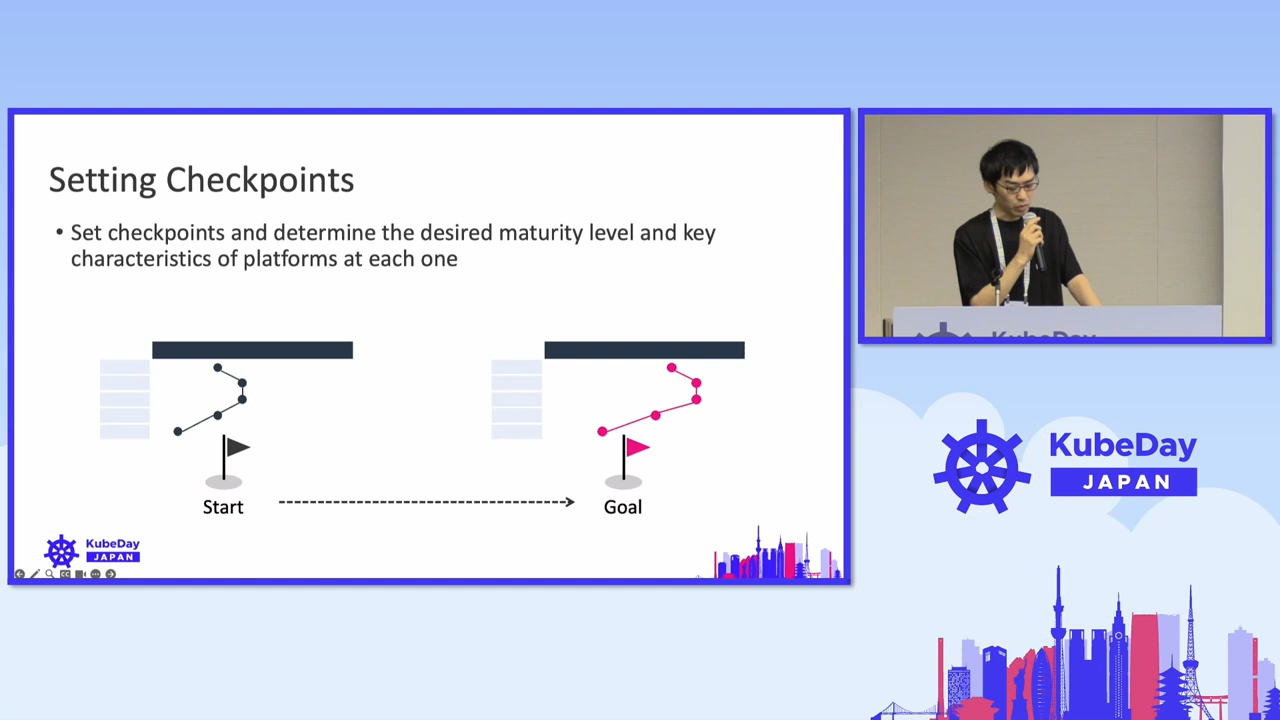 Setting Checkpoints
• Set checkpoints and determine the desired maturity level and key
characteristics of platforms at each one
Start
Goal
KubeDay
JAPAN
KubeDay
KubeDay
JAPAN